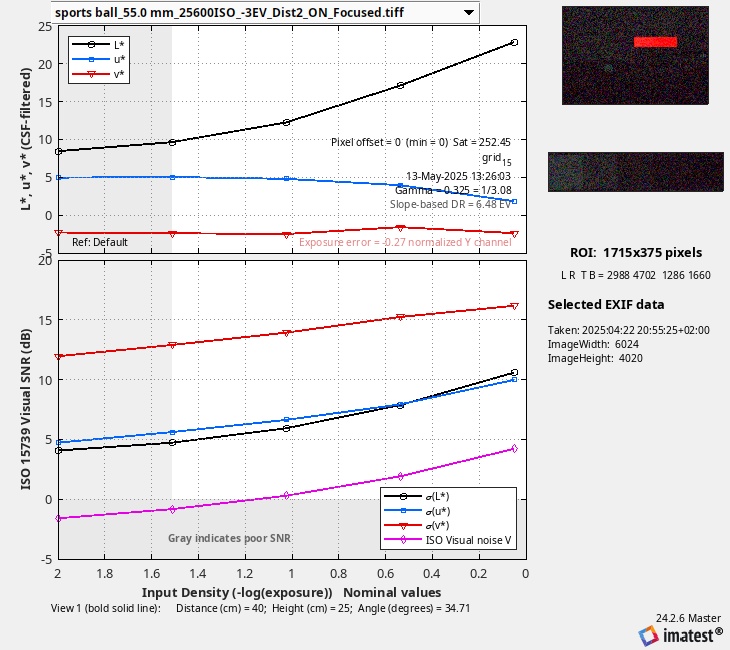 sports ball_55.0 mm_25600ISO_-3EV_Dist2_ON_Focused.tiff
L*, u*, v* (CSF-filtered)
25
20
15
10
5
0
-5
L*
u*
v*
Pixel offset = 0 (min = 0) Sat = 252.45
grid15
13-May-2025 13:26:03
Gamma = 0.325 = 1/3.08
Slope-based DR = 6.48 EV
Ref: Default
Exposure error = -0.27 normalized Y channel
ISO 15739 Visual SNR (dB)
20
15
10
5
0
-5
σ(L*)
σ(u*)
σ(v*)
ISO Visual noise V
Gray indicates poor SNR
2 1.8 1.6 1.4 1.2 1 0.8 0.6 0.4 0.2 0
Input Density (-log(exposure)) Nominal values
View 1 (bold solid line): Distance (cm) = 40; Height (cm) = 25; Angle (degrees) = 34.71
ROI: 1715x375 pixels
L R T B = 2988 4702 1286 1660
Selected EXIF data
Taken: 2025:04:22 20:55:25+02:00
ImageWidth: 6024
ImageHeight: 4020
24.2.6 Master
imatest®